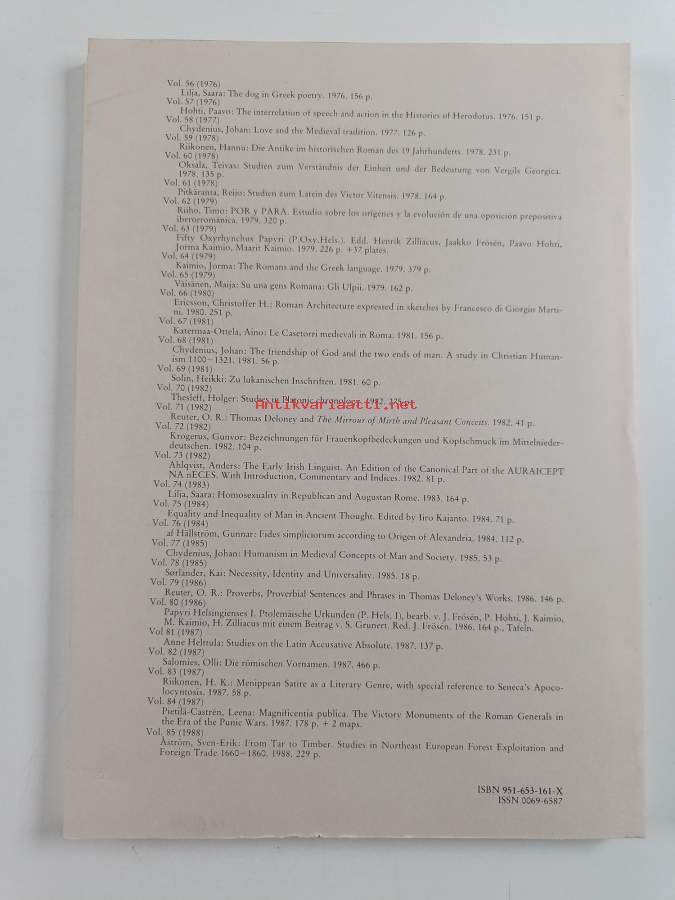 Vol. 56 (1976)
Lilja, Saara: The dog in Greek poetry. 1976. 156 p.
Vol. 57 (1976)
Hohti, Paavo: The interrelation of speech and action in the Histories of Herodotus. 1976. 151 p.
Vol. 58 (1977)
Chydenius, Johan: Love and the Medieval tradition. 1977. 126 p.
Vol. 59 (1978)
Riikonen, Hannu: Die Antike im historischen Roman des 19 Jahrhunderts. 1978. 231 p.
Vol. 60 (1978)
Oksala, Teivas: Studien zum Verständnis der Einheit und der Bedeutung von Vergils Georgica.
1978. 135 p.
Vol. 61 (1978)
Pitkäranta, Reijo: Studien zum Latein des Victor Vitensis. 1978. 164 p.
Vol. 62 (1979)
Riiho, Timo: POR y PARA. Estudio sobre los orígenes y la evolución de una oposición prepositiva
iberorrománica. 1979. 320 p.
Vol. 63 (1979)
Fifty Oxyrhynchus Papyri (P.Oxy.Hels.). Edd. Henrik Zilliacus, Jaakko Frösén, Paavo Hohti,
Jorma Kaimio, Maarit Kaimio. 1979. 226 p. +37 plates.
Vol. 64 (1979)
Kaimio, Jorma: The Romans and the Greek language. 1979. 379 p.
Vol. 65 (1979)
Väisänen, Maija: Su una gens Romana: Gli Ulpii. 1979. 162 p.
Vol. 66 (1980)
Ericsson, Christoffer H.: Roman Architecture expressed in sketches by Francesco di Giorgio Marti-
ni. 1980. 251 p.
Vol. 67 (1981)
Katermaa-Ottela, Aino: Le Casetorri medievali in Roma. 1981. 156 p.
Vol. 68 (1981)
Chydenius, Johan: The friendship of God and the two ends of man. A study in Christian Human-
ism 1100–1321. 1981. 56 p.
Vol. 69 (1981)
Solin, Heikki: Zu lukanischen Inschriften. 1981. 60 p.
Vol. 70 (1982)
Thesleff, Holger: Studies in Platonic chronology. 1982. 275 p.
Antikvariaatti.net
Vol. 71 (1982)
Reuter, O. R.: Thomas Deloney and The Mirrour of Mirth and Pleasant Conceits. 1982. 41 p.
Vol. 72 (1982)
Krogerus, Gunvor: Bezeichnungen für Frauenkopfbedeckungen und Kopfschmuck im Mittelnieder-
deutschen. 1982. 104 p.
Vol. 73 (1982)
Ahlqvist, Anders: The Early Irish Linguist. An Edition of the Canonical Part of the AURAICEPT
NA nÉCES. With Introduction, Commentary and Indices. 1982. 81 p.
Vol. 74 (1983)
Lilja, Saara: Homosexuality in Republican and Augustan Rome. 1983. 164 p.
Vol. 75 (1984)
Equality and Inequality of Man in Ancient Thought. Edited by Iiro Kajanto. 1984. 71 p.
Vol. 76 (1984)
af Hällström, Gunnar: Fides simpliciorum according to Origen of Alexandria. 1984. 112 p.
Vol. 77 (1985)
Chydenius, Johan: Humanism in Medieval Concepts of Man and Society. 1985. 53 p.
Vol. 78 (1985)
Sørlander, Kai: Necessity, Identity and Universality. 1985. 18 p.
Vol. 79 (1986)
Reuter, O. R.: Proverbs, Proverbial Sentences and Phrases in Thomas Deloney's Works. 1986. 146 p.
Vol. 80 (1986)
Papyri Helsingienses I. Ptolemäische Urkunden (P. Hels. I), bearb. v. J. Frösén, P. Hohti, J. Kaimio,
M. Kaimio, H. Zilliacus mit einem Beitrag v. S. Grunert. Red. J. Frösén. 1986. 164 p., Tafeln.
Vol 81 (1987)
Anne Helttula: Studies on the Latin Accusative Absolute. 1987. 137 p.
Vol. 82 (1987)
Salomies, Olli: Die römischen Vornamen. 1987. 466 p.
Vol. 83 (1987)
Riikonen, H. K.: Menippean Satire as a Literary Genre, with special reference to Seneca's Apoco-
locyntosis. 1987. 58 p.
Vol. 84 (1987)
Pietilä-Castrén, Leena: Magnificentia publica. The Victory Monuments of the Roman Generals in
the Era of the Punic Wars. 1987. 178 p. + 2 maps.
Vol. 85 (1988)
Åström, Sven-Erik: From Tar to Timber. Studies in Northeast European Forest Exploitation and
Foreign Trade 1660–1860. 1988. 229 p.
ISBN 951-653-161-X
ISSN 0069-6587